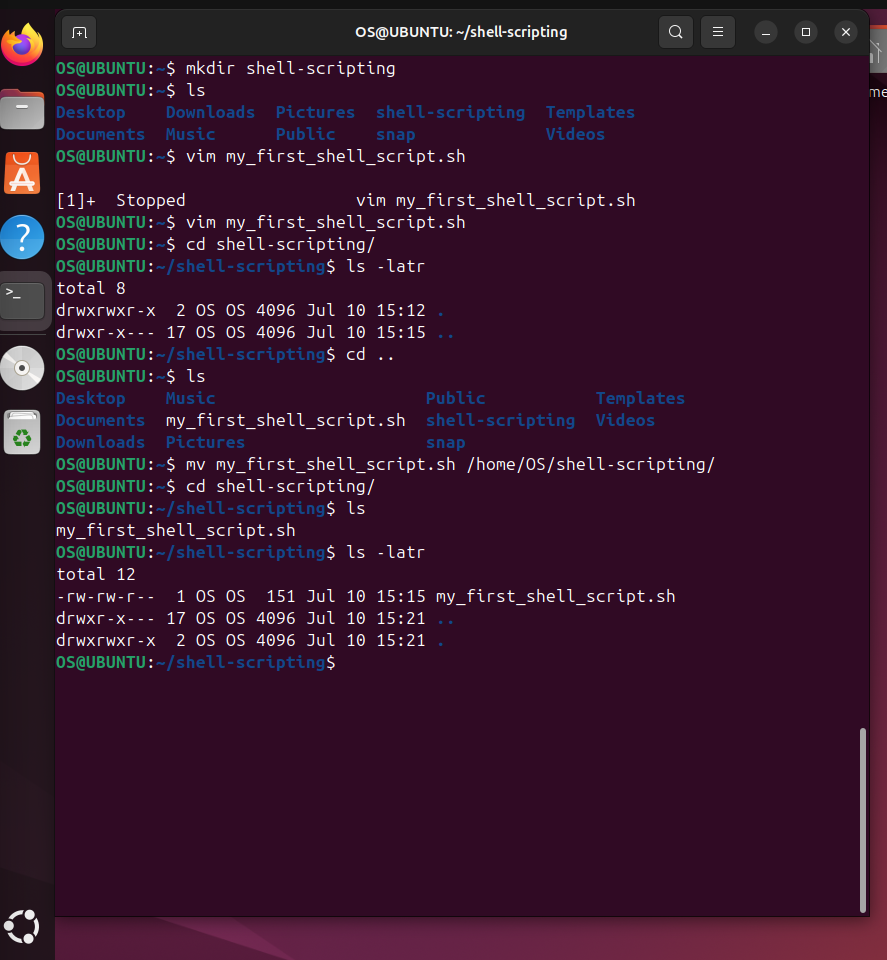 OS@UBUNTU: ~/shell-scripting
OS@UBUNTU:~$ mkdir shell-scripting
OS@UBUNTU:~$ ls
Desktop    Downloads  Pictures  shell-scripting  Templates
Documents  Music      Public    snap             Videos
OS@UBUNTU:~$ vim my_first_shell_script.sh
[1]+  Stopped                 vim my_first_shell_script.sh
OS@UBUNTU:~$ vim my_first_shell_script.sh
OS@UBUNTU:~$ cd shell-scripting/
OS@UBUNTU:~/shell-scripting$ ls -latr
total 8
drwxrwxr-x  2 OS OS 4096 Jul 10 15:12 .
drwxr-x--- 17 OS OS 4096 Jul 10 15:15 ..
OS@UBUNTU:~/shell-scripting$ cd ..
OS@UBUNTU:~$ ls
Desktop    Music                     Public           Templates
Documents  my_first_shell_script.sh  shell-scripting  Videos
Downloads  Pictures                  snap
OS@UBUNTU:~$ mv my_first_shell_script.sh /home/OS/shell-scripting/
OS@UBUNTU:~$ cd shell-scripting/
OS@UBUNTU:~/shell-scripting$ ls
my_first_shell_script.sh
OS@UBUNTU:~/shell-scripting$ ls -latr
total 12
-rw-rw-r--  1 OS OS  151 Jul 10 15:15 my_first_shell_script.sh
drwxr-x--- 17 OS OS 4096 Jul 10 15:21 ..
drwxrwxr-x  2 OS OS 4096 Jul 10 15:21 .
OS@UBUNTU:~/shell-scripting$